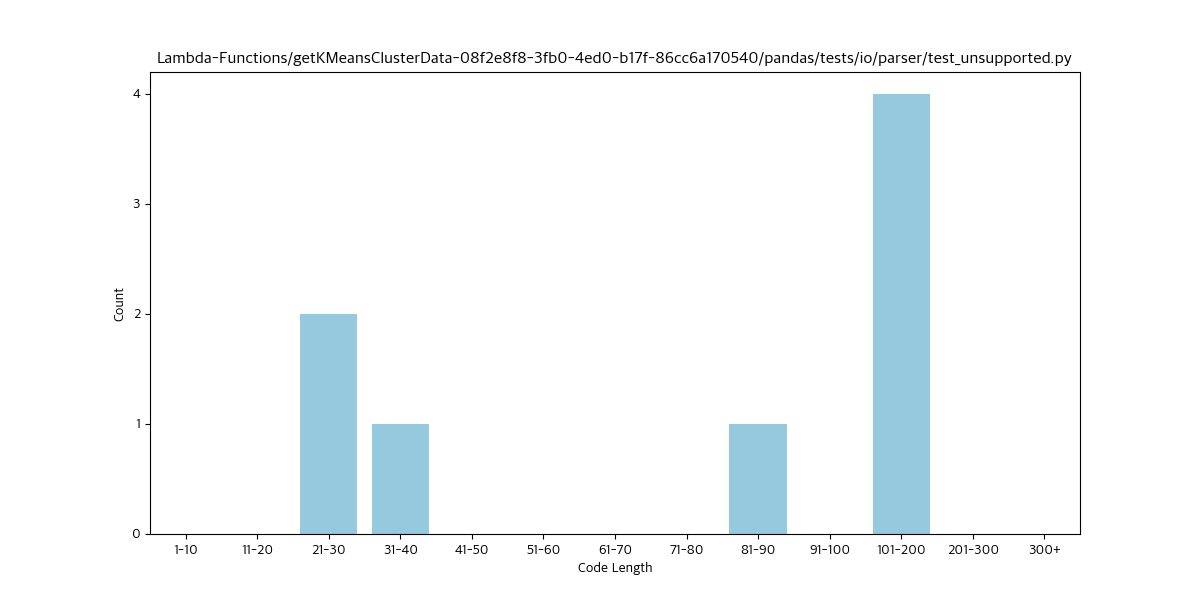 Lambda-Functions/getKMeansClusterData-08f2e8f8-3fb0-4ed0-b17f-86cc6a170540/pandas/tests/io/parser/test_unsupported.py
4
3
2
1
0
Count
1-10 11-20 21-30 31-40 41-50 51-60 61-70 71-80 81-90 91-100 101-200 201-300 300+
Code Length